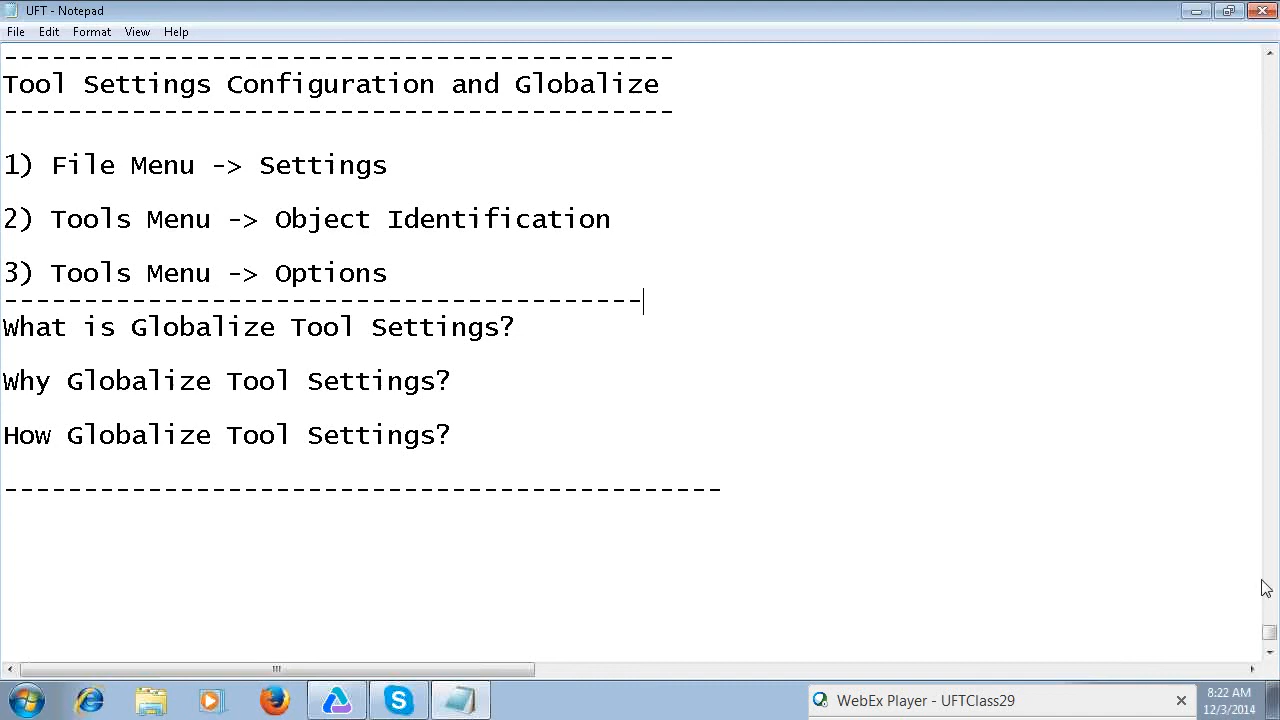 UFT - Notepad
File Edit Format View Help
------------------------------------------
Tool Settings Configuration and Globalize
------------------------------------------
1) File Menu -> Settings
2) Tools Menu -> Object Identification
3) Tools Menu -> Options
----------------------------------------
What is Globalize Tool Settings?
Why Globalize Tool Settings?
How Globalize Tool Settings?
---------------------------------------------
WebEx Player - UFTClass29
8:22 AM
12/3/2014